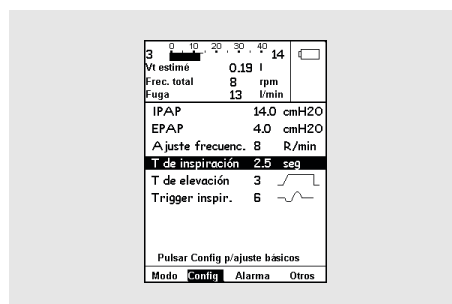 0 10 20 30 40
3 14
Vt estimé 0.19 l
Frec. total 8 rpm
Fuga 13 l/min
IPAP 14.0 cmH2O
EPAP 4.0 cmH2O
Ajuste frecuenc. 8 R/min
T de inspiración 2.5 seg
T de elevación 3
Trigger inspir. 6
Pulsar Config p/ajuste básicos
Modo Config Alarma Otros